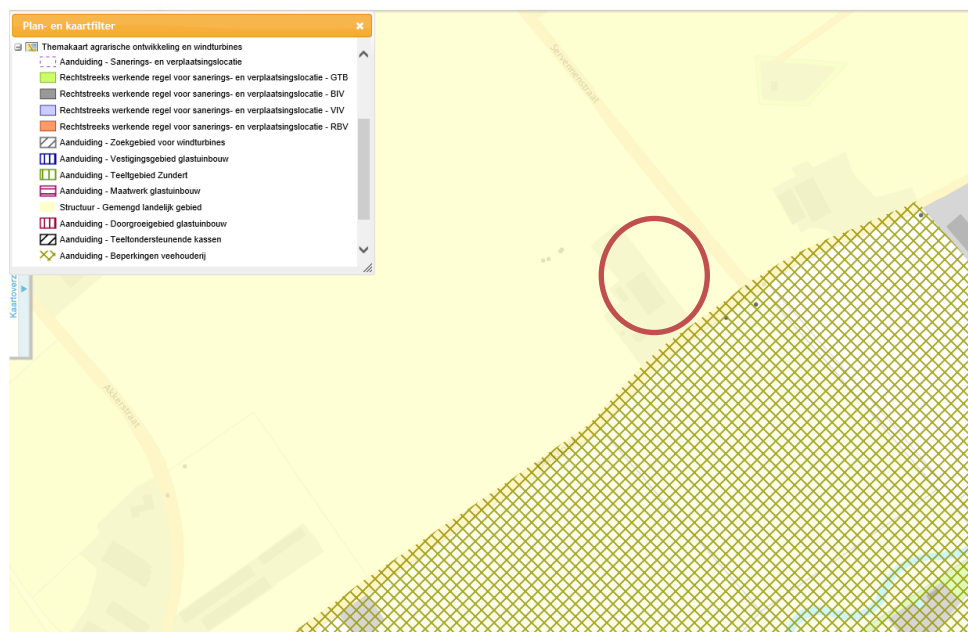 Plan- en kaartfilter
Themakaart agrarische ontwikkeling en windturbines
Aanduiding - Sanerings- en verplaatsingslocatie
Rechtstreeks werkende regel voor sanerings- en verplaatsingslocatie - GTB
Rechtstreeks werkende regel voor sanerings- en verplaatsingslocatie - BIV
Rechtstreeks werkende regel voor sanerings- en verplaatsingslocatie - VIV
Rechtstreeks werkende regel voor sanerings- en verplaatsingslocatie - RBV
Aanduiding - Zoekgebied voor windturbines
Aanduiding - Vestigingsgebied glastuinbouw
Aanduiding - Teeltgebied Zundert
Aanduiding - Maatwerk glastuinbouw
Structuur - Gemengd landelijk gebied
Aanduiding - Doorgroeigebied glastuinbouw
Aanduiding - Teeltondersteunende kassen
Aanduiding - Beperkingen veehouderij
Kaartoverz
Servennenstraat
Akkerstraat